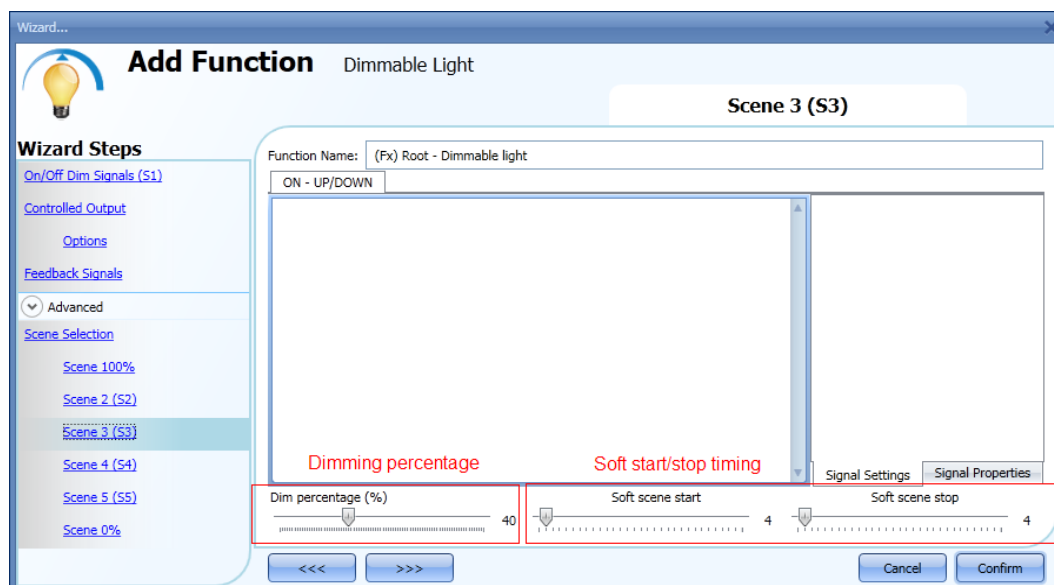 Wizard...
Add Function Dimmable Light
Scene 3 (S3)
Wizard Steps
On/Off Dim Signals (S1)
Controlled Output
Options
Feedback Signals
Advanced
Scene Selection
Scene 100%
Scene 2 (S2)
Scene 3 (S3)
Scene 4 (S4)
Scene 5 (S5)
Scene 0%
Function Name: (Fx) Root - Dimmable light
ON - UP/DOWN
Dimming percentage
Soft start/stop timing
Signal Settings
Signal Properties
Dim percentage (%)
40
Soft scene start
4
Soft scene stop
4
<<<
>>>
Cancel
Confirm